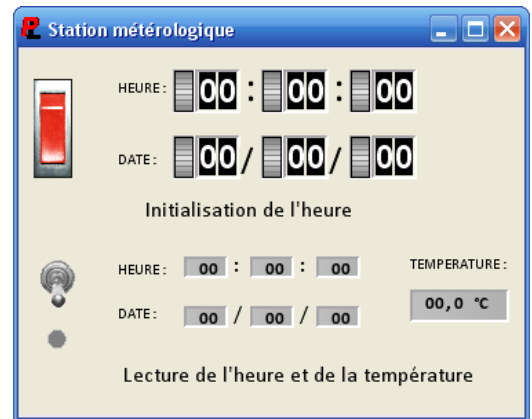 Station métérologique
HEURE: 00 : 00 : 00
DATE: 00 / 00 / 00
Initialisation de l'heure
HEURE: 00 : 00 : 00
TEMPERATURE:
DATE: 00 / 00 / 00
00,0 °C
Lecture de l'heure et de la température